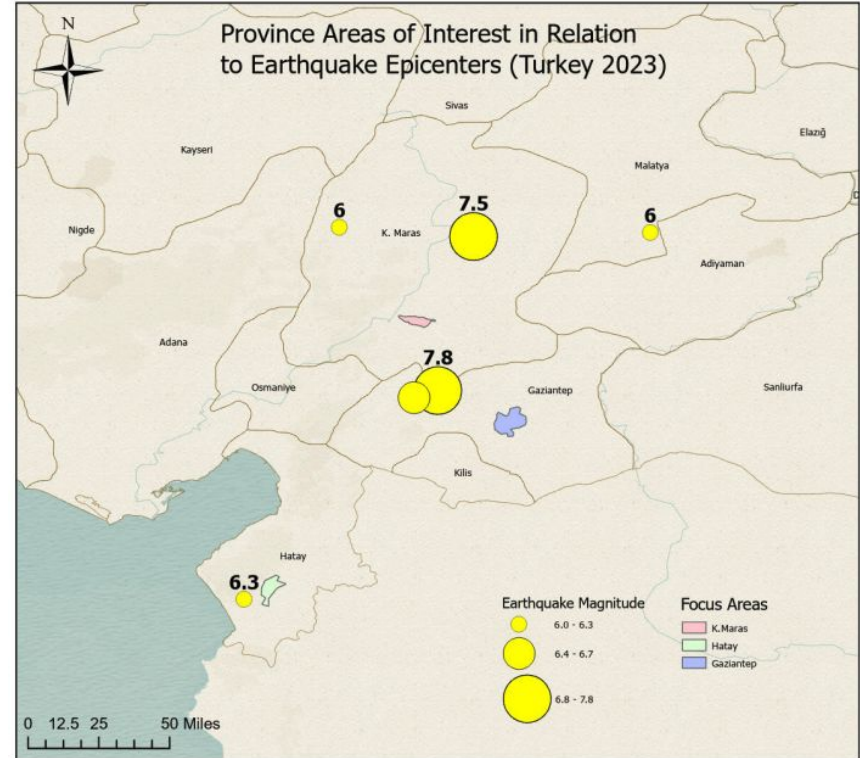 N
Province Areas of Interest in Relation
to Earthquake Epicenters (Turkey 2023)
Sivas
Elazığ
Kayseri
Malatya
D
6
7.5
6
Nigde
K. Maras
Adiyaman
Adana
7.8
Osmaniye
Gaziantep
Sanliurfa
Kilis
Hatay
6.3
Earthquake Magnitude
6.0 - 6.3
6.4 - 6.7
6.8 - 7.8
Focus Areas
K.Maras
Hatay
Gaziantep
0 12.5 25 50 Miles